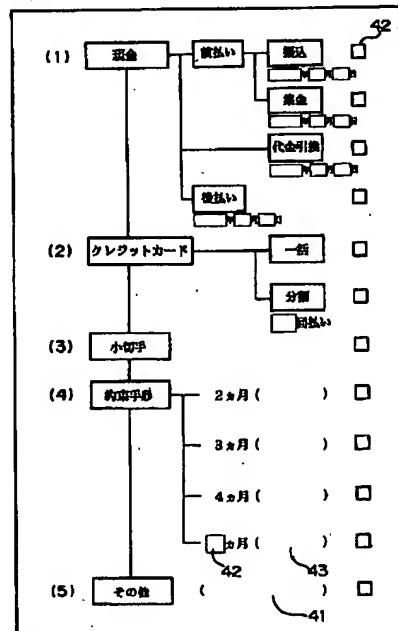 42
(1) 現金 前払い 振込
集金
代金引換
後払い
(2) クレジットカード 一括
分割
回払い
(3) 小切手
(4) 約束手形 2ヵ月 ( )
3ヵ月 ( )
4ヵ月 ( )
ヵ月 ( )
42 43
(5) その他 ( )
41